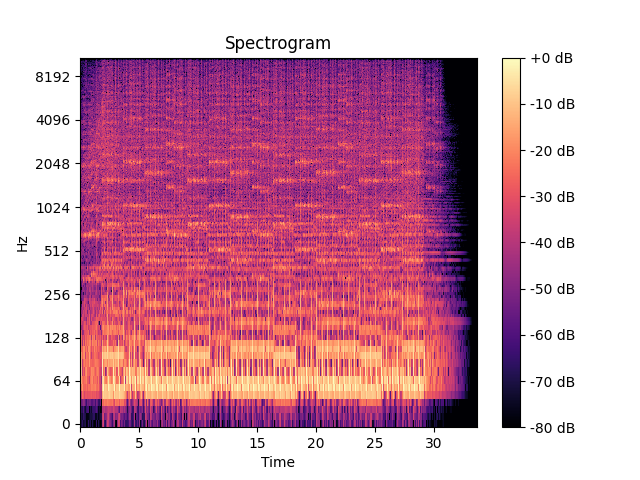 Spectrogram
Hz
8192
4096
2048
1024
512
256
128
64
0
0 5 10 15 20 25 30
Time
+0 dB
-10 dB
-20 dB
-30 dB
-40 dB
-50 dB
-60 dB
-70 dB
-80 dB